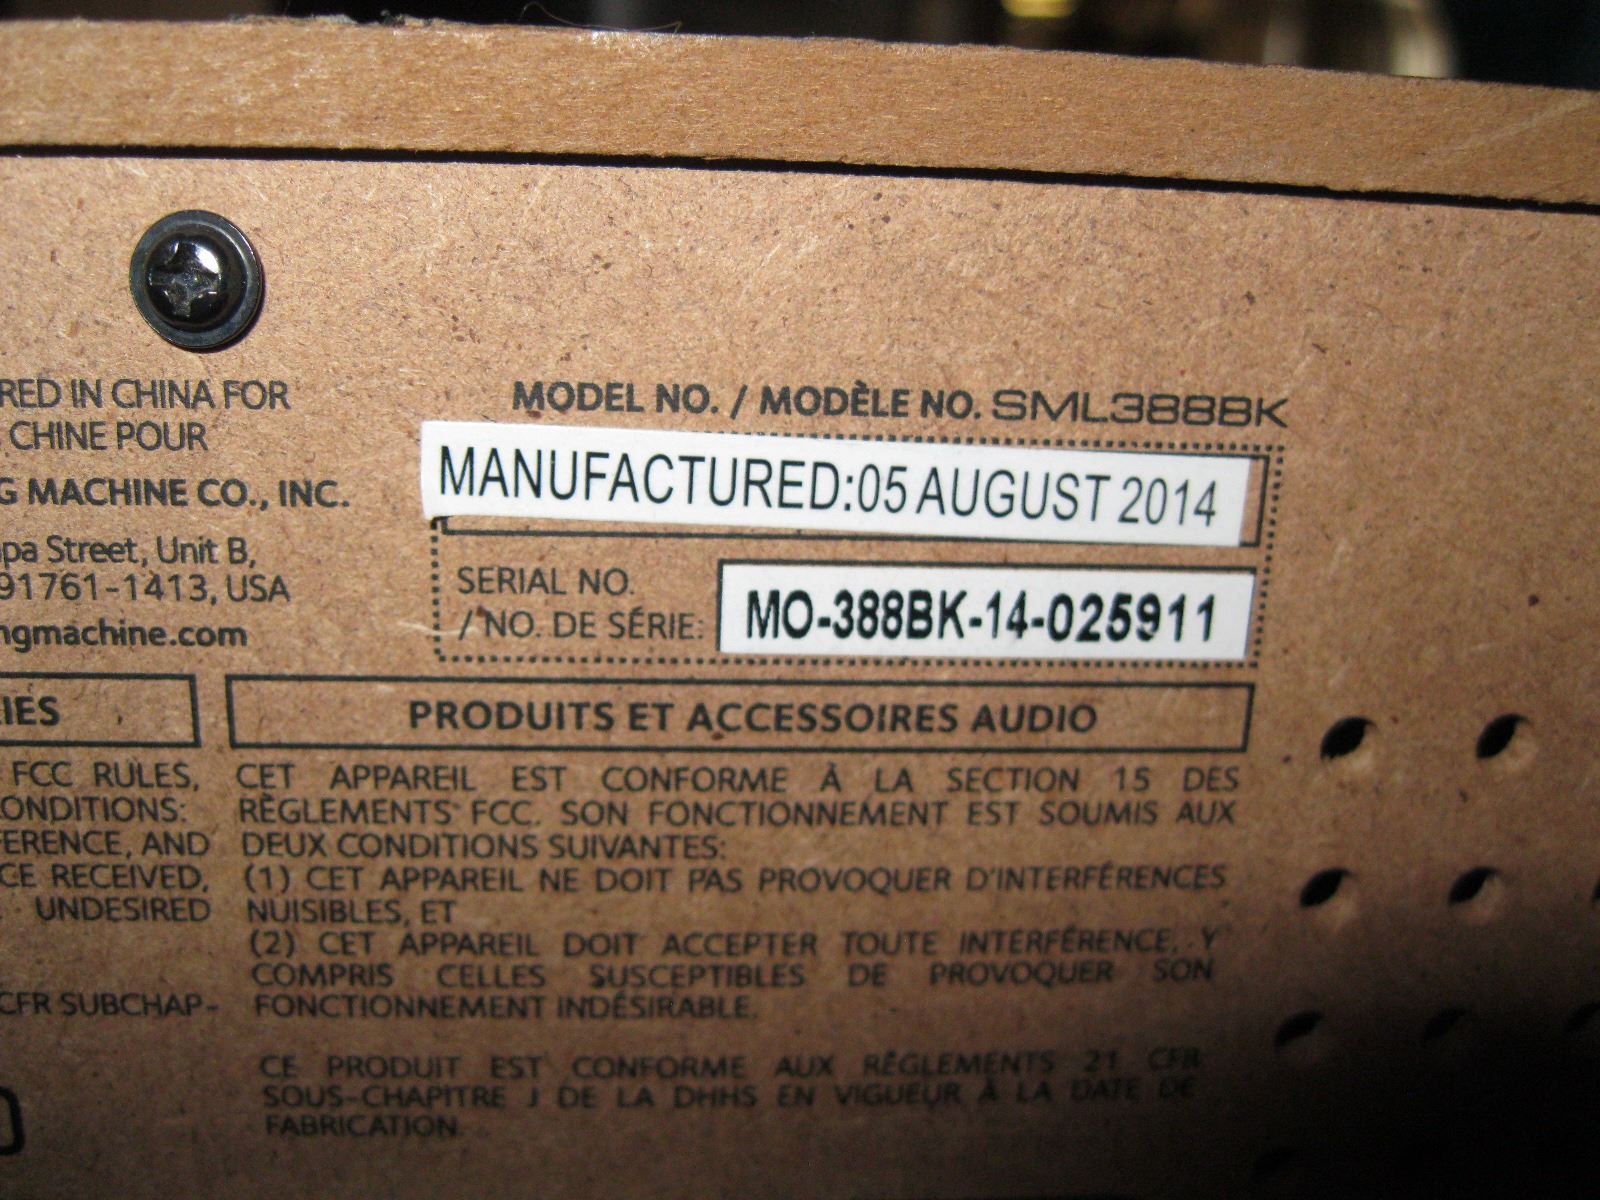 RED IN CHINA FOR
CHINE POUR
G MACHINE CO., INC.
pa Street, Unit B,
91761-1413, USA
ngmachine.com
MODEL NO. / MODÈLE NO. SML388BK
MANUFACTURED:05 AUGUST 2014
SERIAL NO.
/ NO. DE SÉRIE:
MO-388BK-14-025911
IES
FCC RULES,
ONDITIONS:
FERENCE, AND
CE RECEIVED,
UNDESIRED
CFR SUBCHAP-
PRODUITS ET ACCESSOIRES AUDIO
CET APPAREIL EST CONFORME À LA SECTION 15 DES
RÈGLEMENTS FCC. SON FONCTIONNEMENT EST SOUMIS AUX
DEUX CONDITIONS SUIVANTES:
(1) CET APPAREIL NE DOIT PAS PROVOQUER D'INTERFÉRENCES
NUISIBLES, ET
(2) CET APPAREIL DOIT ACCEPTER TOUTE INTERFÉRENCE, Y
COMPRIS CELLES SUSCEPTIBLES DE PROVOQUER SON
FONCTIONNEMENT INDÉSIRABLE.
CE PRODUIT EST CONFORME AUX RÉGLEMENTS 21 CFR
SOUS-CHAPITRE J DE LA DHHS EN VIGUEUR À LA DATE DE
FABRICATION.